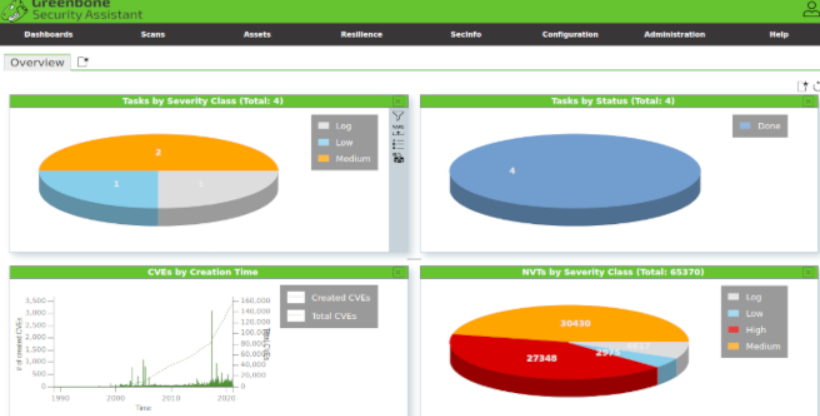 Greenbone
Security Assistant
Dashboards Scans Assets Resilience SecInfo Configuration Administration Help
Overview
Tasks by Severity Class (Total: 4)
2
1
1
Log
Low
Medium
Tasks by Status (Total: 4)
4
Done
CVEs by Creation Time
# of created CVEs
3,500
3,000
2,500
2,000
1,500
1,000
500
0
1990
2000
2010
2020
Time
160,000
140,000
120,000
100,000
80,000
60,000
40,000
20,000
0
Total CVEs
Created CVEs
Total CVEs
NVTs by Severity Class (Total: 65370)
30430
27348
Log
Low
High
Medium